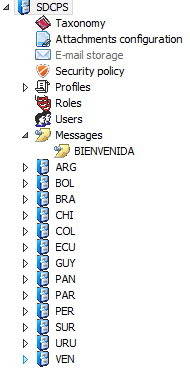 SDCPS
Taxonomy
Attachments configuration
E-mail storage
Security policy
Profiles
Roles
Users
Messages
BIENVENIDA
ARG
BOL
BRA
CHI
COL
ECU
GUY
PAN
PAR
PER
SUR
URU
VEN